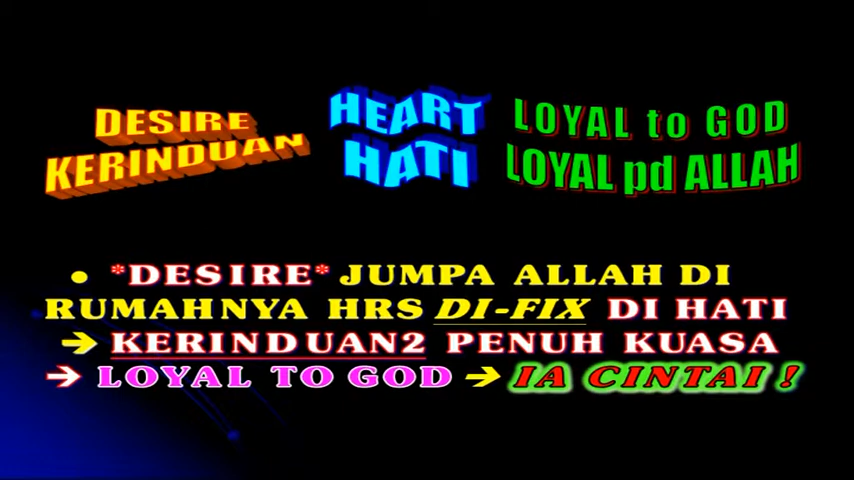 DESIRE
KERINDUAN
HEART
HATI
LOYAL to GOD
LOYAL pd ALLAH
• *DESIRE* JUMPA ALLAH DI
RUMAHNYA HRS DI-FIX DI HATI
→ KERINDUAN2 PENUH KUASA
→ LOYAL TO GOD → IA CINTAI !